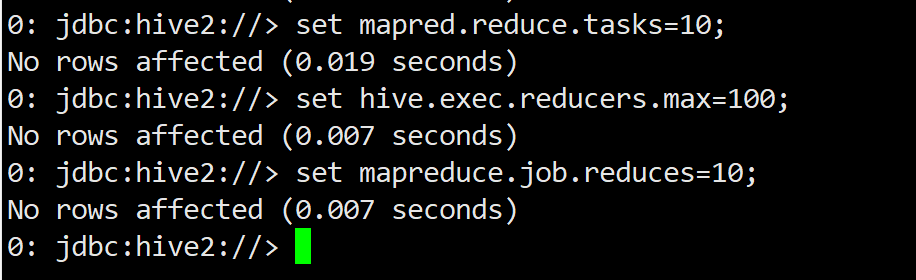 0: jdbc:hive2://> set mapred.reduce.tasks=10;
No rows affected (0.019 seconds)
0: jdbc:hive2://> set hive.exec.reducers.max=100;
No rows affected (0.007 seconds)
0: jdbc:hive2://> set mapreduce.job.reduces=10;
No rows affected (0.007 seconds)
0: jdbc:hive2://>